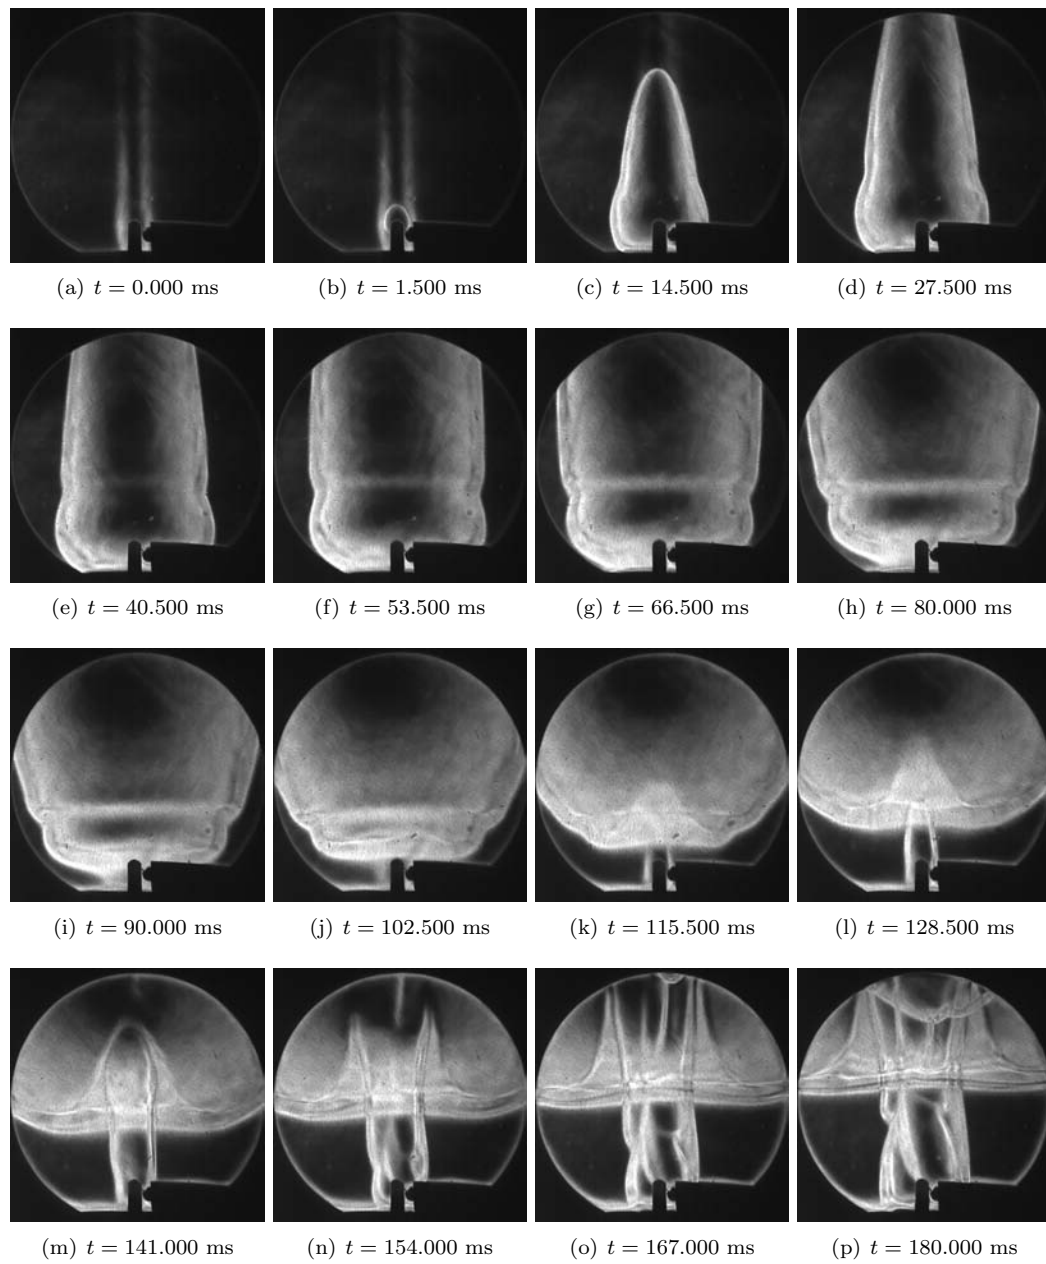 (a) t = 0.000 ms
(b) t = 1.500 ms
(c) t = 14.500 ms
(d) t = 27.500 ms
(e) t = 40.500 ms
(f) t = 53.500 ms
(g) t = 66.500 ms
(h) t = 80.000 ms
(i) t = 90.000 ms
(j) t = 102.500 ms
(k) t = 115.500 ms
(l) t = 128.500 ms
(m) t = 141.000 ms
(n) t = 154.000 ms
(o) t = 167.000 ms
(p) t = 180.000 ms